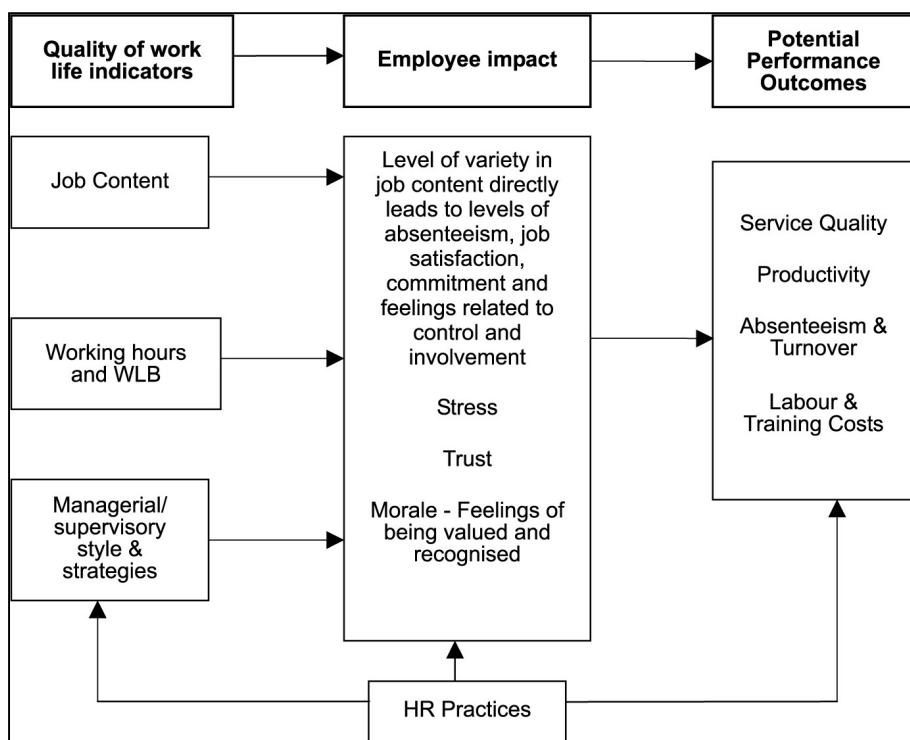 Quality of work
life indicators
Employee impact
Potential
Performance
Outcomes
Job Content
Working hours
and WLB
Managerial/
supervisory
style &
strategies
Level of variety in
job content directly
leads to levels of
absenteeism, job
satisfaction,
commitment and
feelings related to
control and
involvement
Stress
Trust
Morale - Feelings of
being valued and
recognised
Service Quality
Productivity
Absenteeism &
Turnover
Labour &
Training Costs
HR Practices